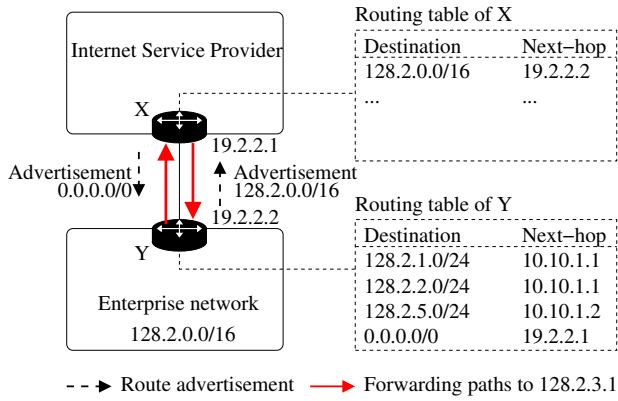 Routing table of X
Internet Service Provider
Destination Next−hop
128.2.0.0/16 19.2.2.2
... ...
X
19.2.2.1
Advertisement
0.0.0.0/0
Advertisement
128.2.0.0/16
19.2.2.2
Y
Routing table of Y
Destination Next−hop
128.2.1.0/24 10.10.1.1
128.2.2.0/24 10.10.1.1
128.2.5.0/24 10.10.1.2
0.0.0.0/0 19.2.2.1
Enterprise network
128.2.0.0/16
Route advertisement
Forwarding paths to 128.2.3.1